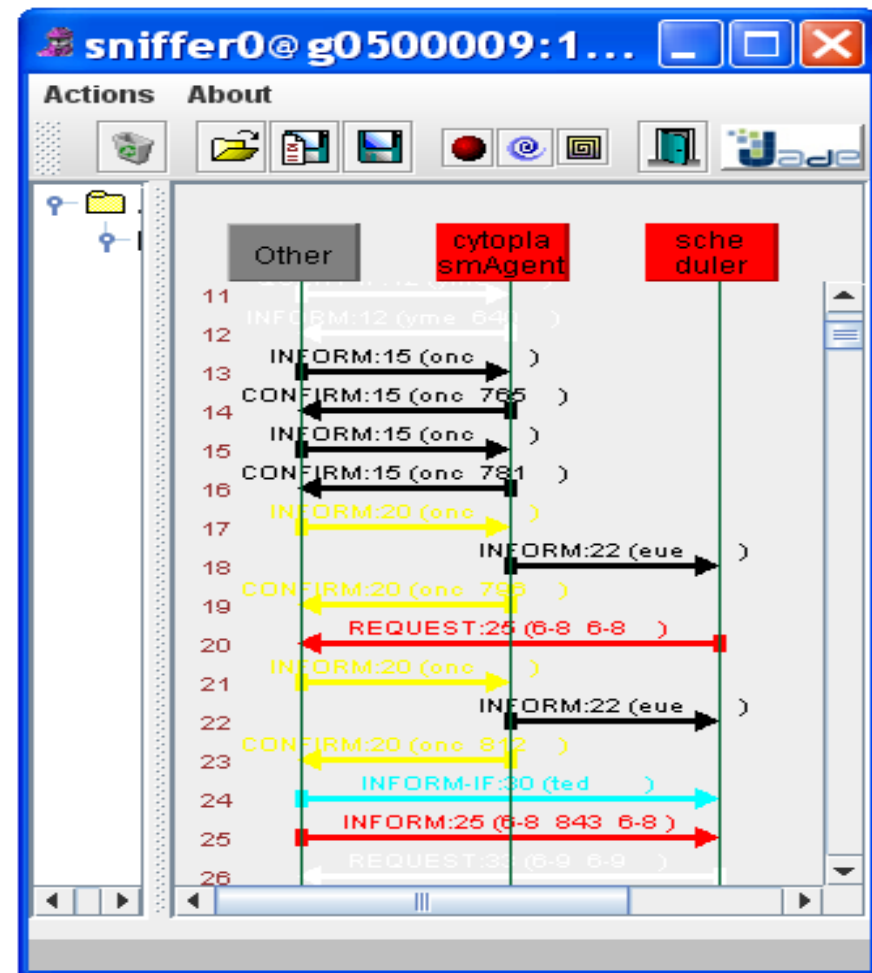 sniffer0@g0500009:1...
Actions About
Jade
Other
cytopla
smAgent
sche
duler
11
INFORM:12 (yme 640 )
12
INFORM:15 (onc )
13
CONFIRM:15 (onc 765 )
14
INFORM:15 (onc )
15
CONFIRM:15 (onc 781 )
16
INFORM:20 (onc )
17
INFORM:22 (eue )
18
CONFIRM:20 (onc 796 )
19
REQUEST:25 (6-8 6-8 )
20
INFORM:20 (onc )
21
INFORM:22 (eue )
22
CONFIRM:20 (onc 812 )
23
INFORM-IF:30 (ted )
24
INFORM:25 (6-8 843 6-8 )
25
REQUEST:33 (6-9 6-9 )
26